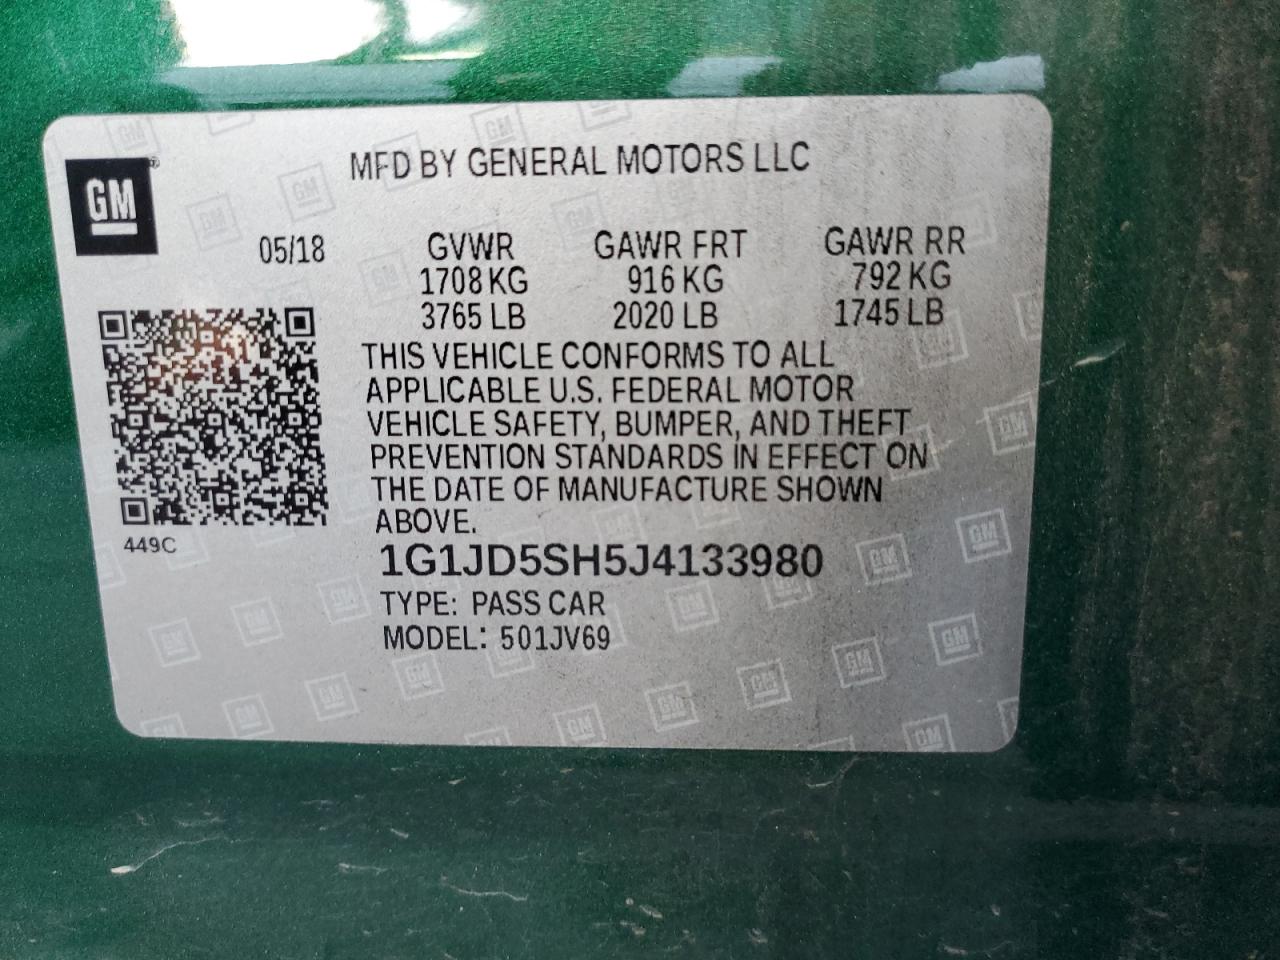 GM
MFD BY GENERAL MOTORS LLC
05/18
GVWR GAWR FRT GAWR RR
1708 KG 916 KG 792 KG
3765 LB 2020 LB 1745 LB
THIS VEHICLE CONFORMS TO ALL
APPLICABLE U.S. FEDERAL MOTOR
VEHICLE SAFETY, BUMPER, AND THEFT
PREVENTION STANDARDS IN EFFECT ON
THE DATE OF MANUFACTURE SHOWN
ABOVE.
449C
1G1JD5SH5J4133980
TYPE: PASS CAR
MODEL: 501JV69